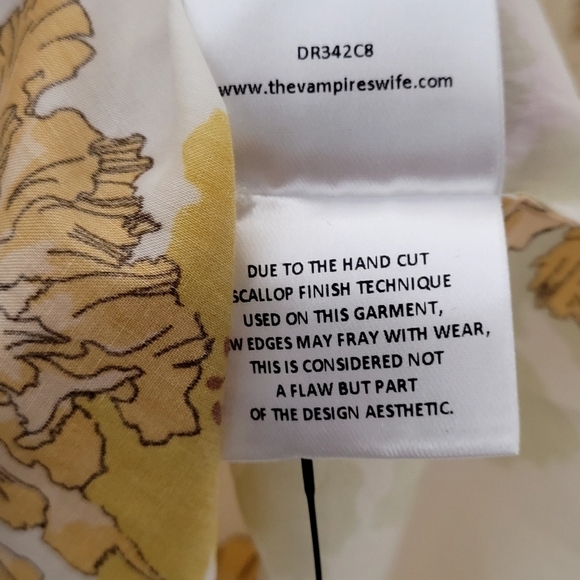 DR342C8
www.thevampireswife.com
DUE TO THE HAND CUT
SCALLOP FINISH TECHNIQUE
USED ON THIS GARMENT,
W EDGES MAY FRAY WITH WEAR,
THIS IS CONSIDERED NOT
A FLAW BUT PART
OF THE DESIGN AESTHETIC.